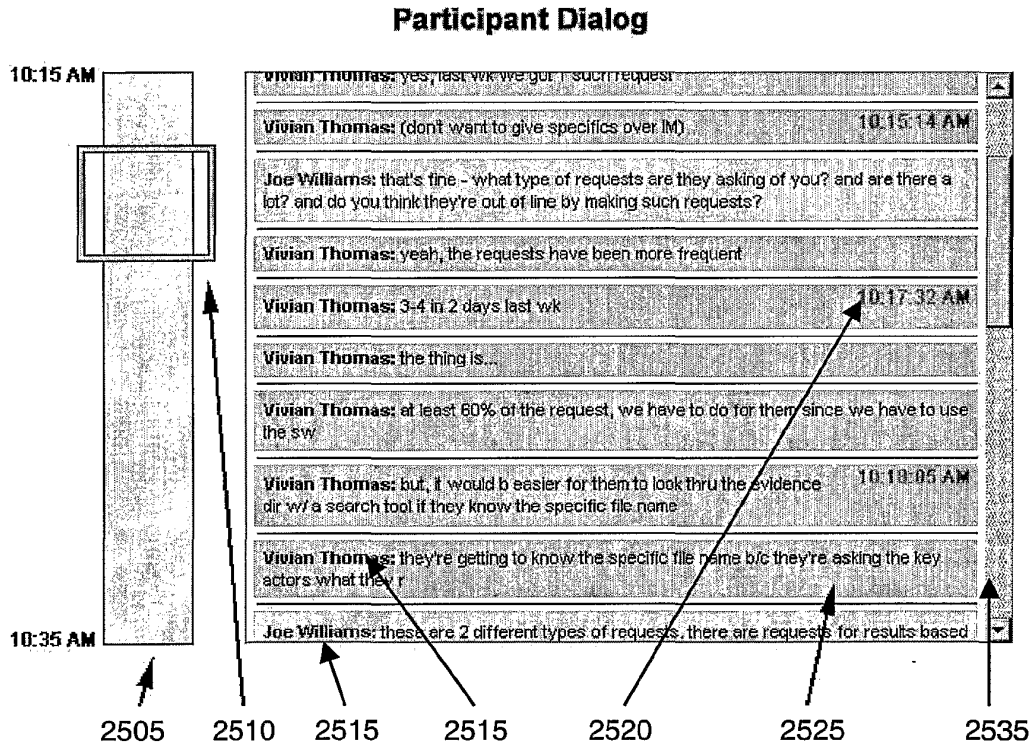 Participant Dialog
10:15 AM
Vivian Thomas: yes, last wk we got 1 such request
Vivian Thomas: (don't want to give specifics over IM)
10:15:14 AM
Joe Williams: that's fine - what type of requests are they asking of you? and are there a
lot? and do you think they're out of line by making such requests?
Vivian Thomas: yeah, the requests have been more frequent
Vivian Thomas: 3-4 in 2 days last wk
10:17:32 AM
Vivian Thomas: the thing is...
Vivian Thomas: at least 60% of the request, we have to do for them since we have to use
the sw
Vivian Thomas: but, it would b easier for them to look thru the evidence
10:18:05 AM
dir w/ a search tool if they know the specific file name
Vivian Thomas: they're getting to know the specific file name b/c they're asking the key
actors what they r
Joe Williams: these are 2 different types of requests, there are requests for results based
10:35 AM
2505 2510 2515 2515 2520 2525 2535